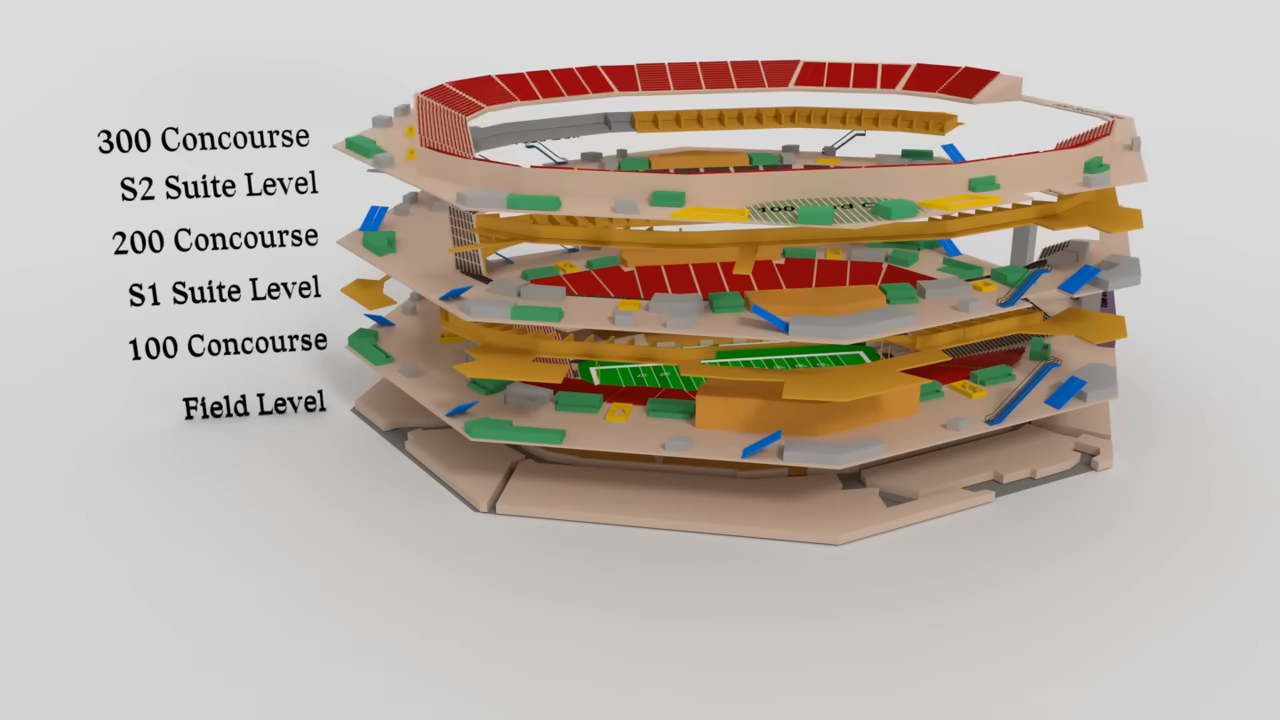 300 Concourse
S2 Suite Level
200 Concourse
S1 Suite Level
100 Concourse
Field Level